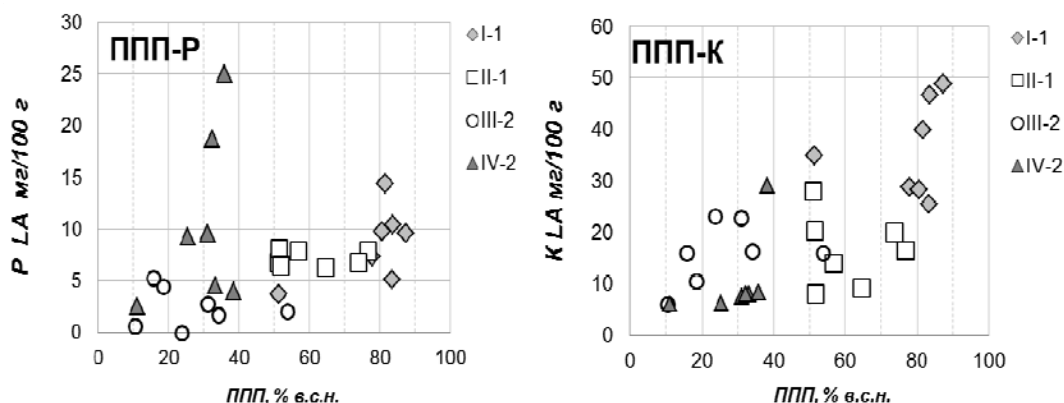 ППП-P
P LA мг/100 г
30
25
20
15
10
5
0
0 20 40 60 80 100
ППП, % в.с.н.
I-1
II-1
III-2
IV-2
ППП-К
K LA мг/100 г
60
50
40
30
20
10
0
0 20 40 60 80 100
ППП, % в.с.н.
I-1
II-1
III-2
IV-2